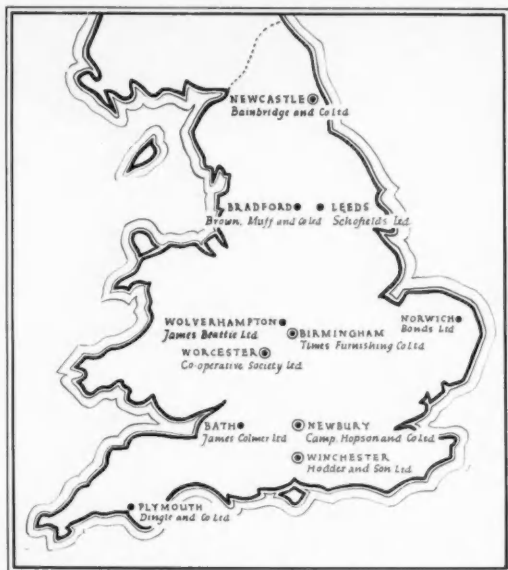 NEWCASTLE
Bainbridge and Co Ltd
BRADFORD
Brown, Muff and Co Ltd
LEEDS
Schofields Ltd
WOLVERHAMPTON
James Beattie Ltd
BIRMINGHAM
Times Furnishing Co Ltd
NORWICH
Bonds Ltd
WORCESTER
Co-operative Society Ltd
BATH
James Colmer Ltd
NEWBURY
Camp, Hopson and Co Ltd
WINCHESTER
Hodder and Son Ltd
PLYMOUTH
Dingle and Co Ltd